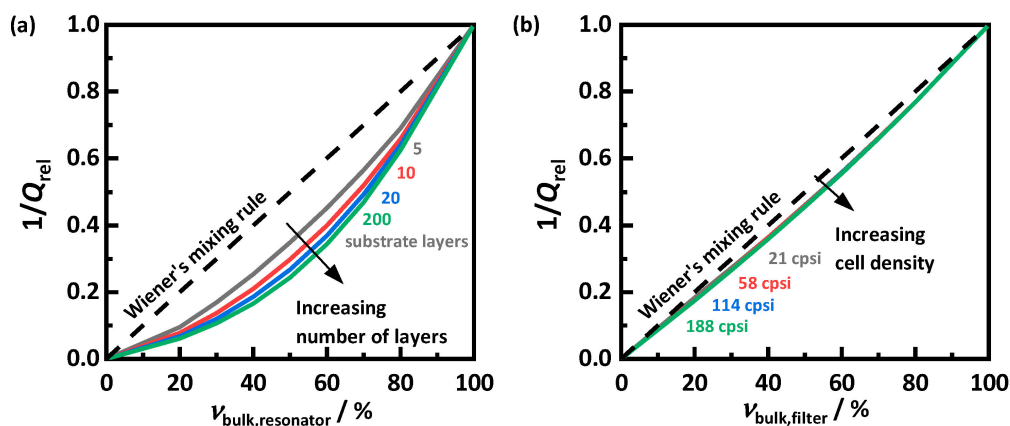 (a)
1.0
0.8
0.6
0.4
0.2
0.0
1/Qrel
Wiener's mixing rule
5
10
20
200
substrate layers
Increasing
number of layers
0 20 40 60 80 100
νbulk,resonator / %
(b)
1.0
0.8
0.6
0.4
0.2
0.0
1/Qrel
Wiener's mixing rule
Increasing
cell density
21 cpsi
58 cpsi
114 cpsi
188 cpsi
0 20 40 60 80 100
νbulk,filter / %